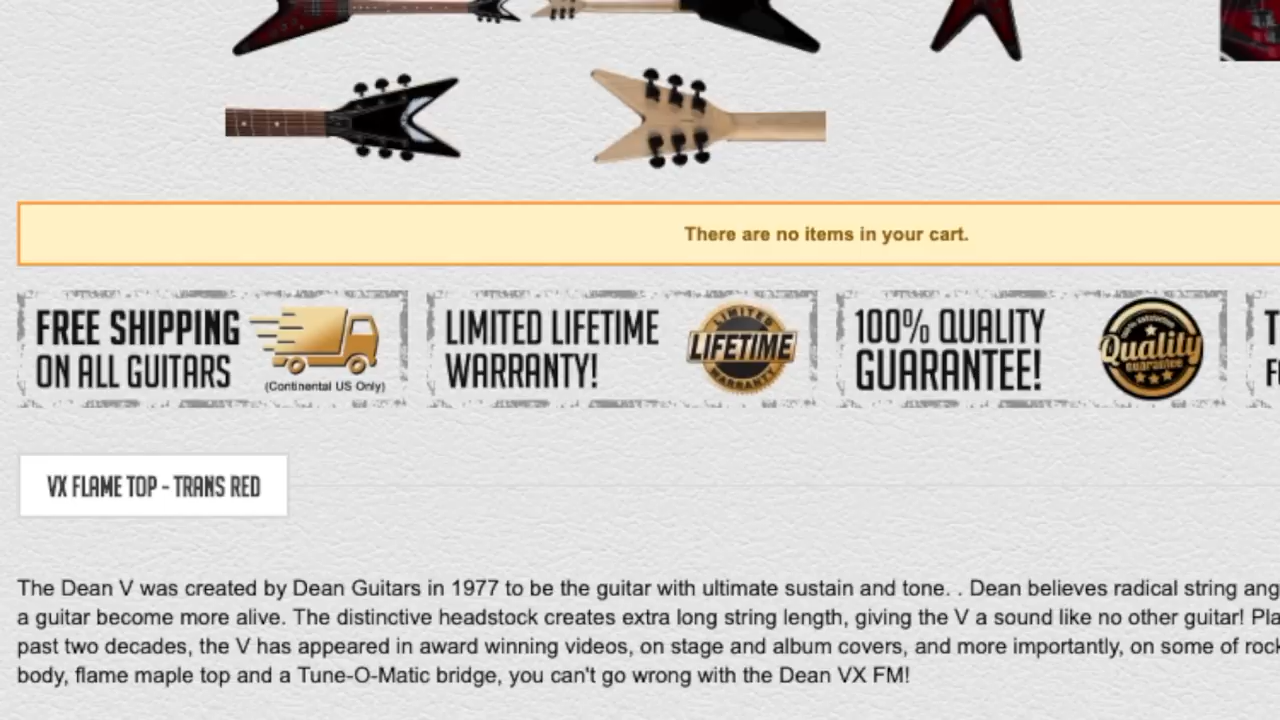 There are no items in your cart.
FREE SHIPPING
ON ALL GUITARS
(Continental US Only)
LIMITED LIFETIME
WARRANTY!
LIMITED
LIFETIME
WARRANTY
100% QUALITY
GUARANTEE!
Quality
Guarantee
VX FLAME TOP - TRANS RED
The Dean V was created by Dean Guitars in 1977 to be the guitar with ultimate sustain and tone. . Dean believes radical string ang
a guitar become more alive. The distinctive headstock creates extra long string length, giving the V a sound like no other guitar! Pla
past two decades, the V has appeared in award winning videos, on stage and album covers, and more importantly, on some of rock
body, flame maple top and a Tune-O-Matic bridge, you can't go wrong with the Dean VX FM!